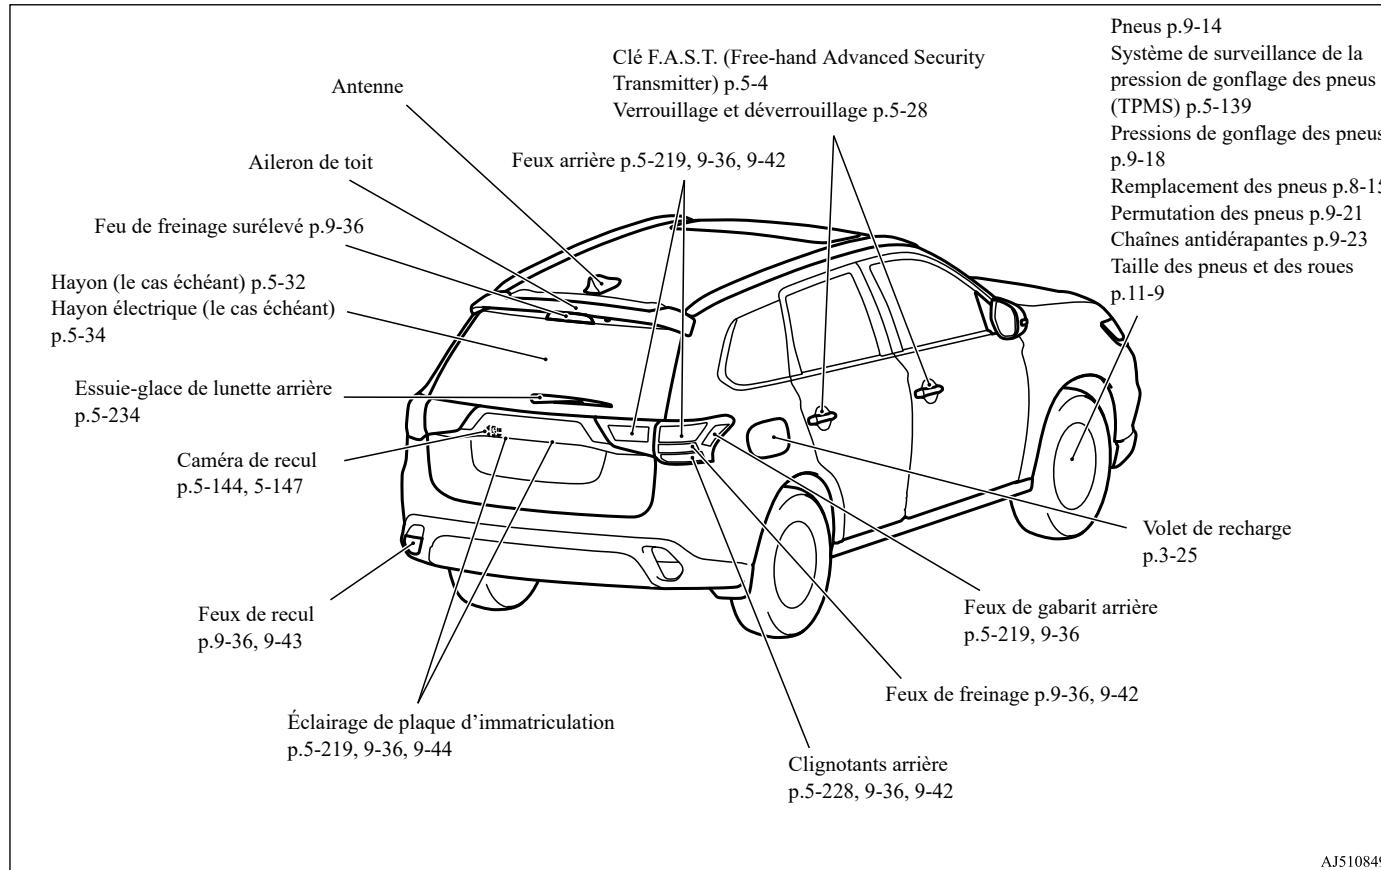 Pneus p.9-14
Système de surveillance de la
pression de gonflage des pneus
(TPMS) p.5-139
Pressions de gonflage des pneus
p.9-18
Remplacement des pneus p.8-15
Permutation des pneus p.9-21
Chaînes antidérapantes p.9-23
Taille des pneus et des roues
p.11-9
Clé F.A.S.T. (Free-hand Advanced Security
Transmitter) p.5-4
Verrouillage et déverrouillage p.5-28
Antenne
Aileron de toit
Feux arrière p.5-219, 9-36, 9-42
Feu de freinage surélevé p.9-36
Hayon (le cas échéant) p.5-32
Hayon électrique (le cas échéant)
p.5-34
Essuie-glace de lunette arrière
p.5-234
Caméra de recul
p.5-144, 5-147
Volet de recharge
p.3-25
Feux de recul
p.9-36, 9-43
Feux de gabarit arrière
p.5-219, 9-36
Feux de freinage p.9-36, 9-42
Éclairage de plaque d’immatriculation
p.5-219, 9-36, 9-44
Clignotants arrière
p.5-228, 9-36, 9-42
AJ510849